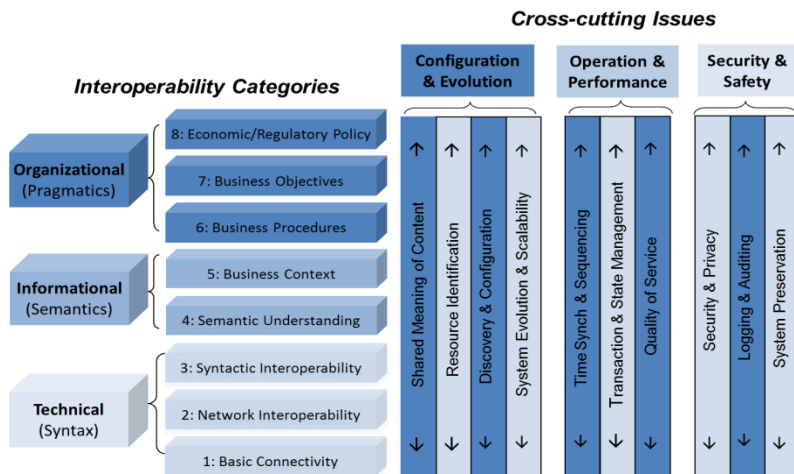 Cross-cutting Issues
Interoperability Categories
Configuration
& Evolution
Operation &
Performance
Security &
Safety
Organizational
(Pragmatics)
8: Economic/Regulatory Policy
7: Business Objectives
6: Business Procedures
Informational
(Semantics)
5: Business Context
4: Semantic Understanding
Technical
(Syntax)
3: Syntactic Interoperability
2: Network Interoperability
1: Basic Connectivity
Shared Meaning of Content
Resource Identification
Discovery & Configuration
System Evolution & Scalability
Time Synch & Sequencing
Transaction & State Management
Quality of Service
Security & Privacy
Logging & Auditing
System Preservation